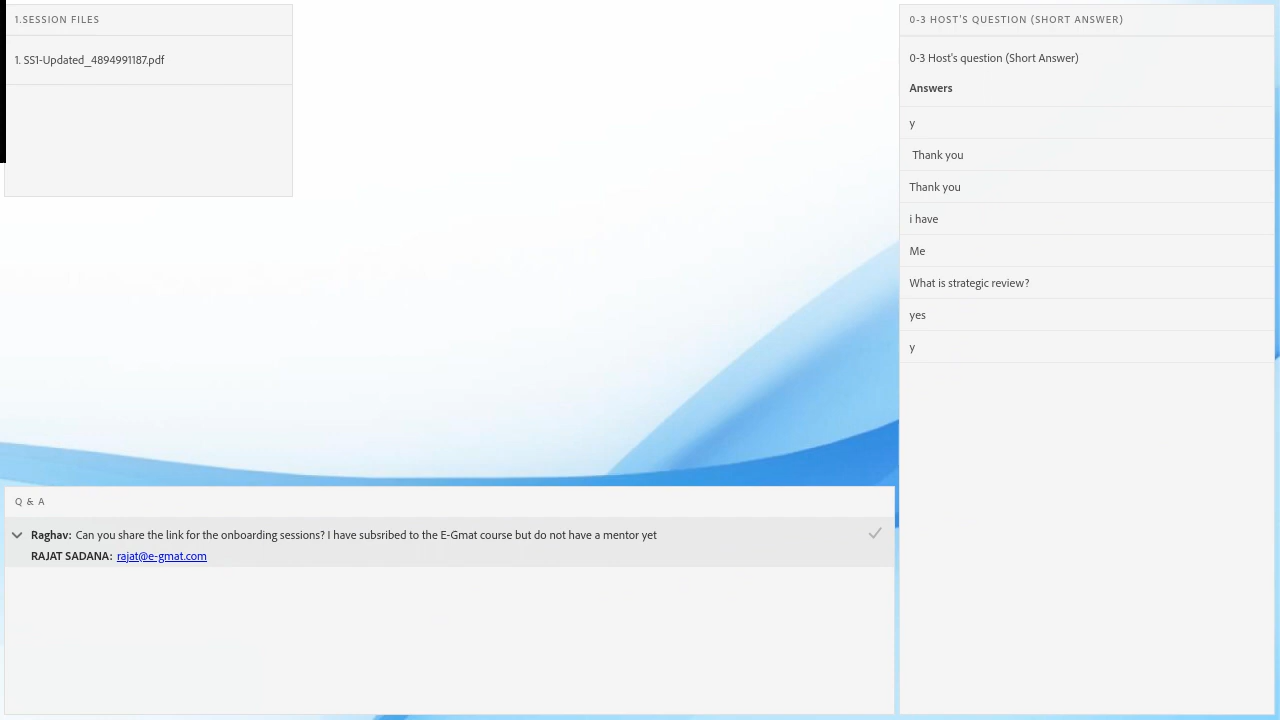 1.SESSION FILES
1. SS1-Updated_4894991187.pdf
0-3 HOST'S QUESTION (SHORT ANSWER)
0-3 Host's question (Short Answer)
Answers
y
Thank you
Thank you
i have
Me
What is strategic review?
yes
y
Q & A
Raghav: Can you share the link for the onboarding sessions? I have subsribed to the E-Gmat course but do not have a mentor yet
RAJAT SADANA: rajat@e-gmat.com